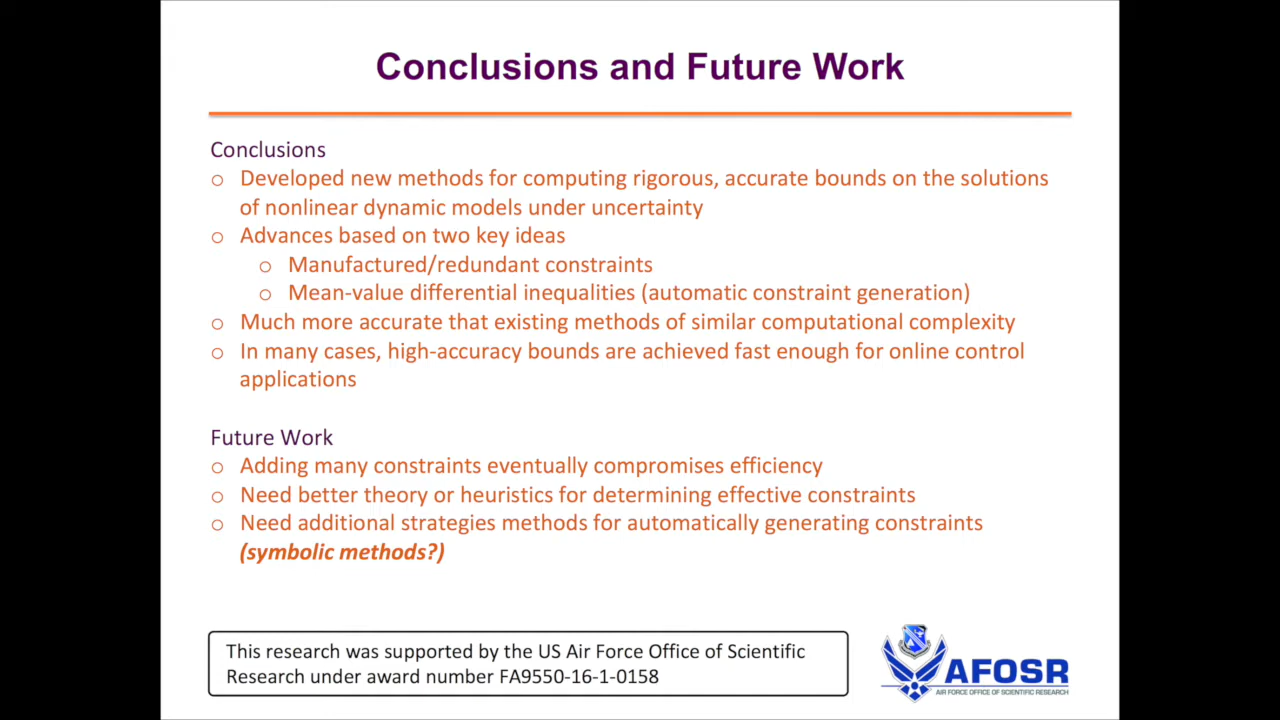 Conclusions and Future Work
Conclusions
o Developed new methods for computing rigorous, accurate bounds on the solutions
of nonlinear dynamic models under uncertainty
o Advances based on two key ideas
o Manufactured/redundant constraints
o Mean-value differential inequalities (automatic constraint generation)
o Much more accurate that existing methods of similar computational complexity
o In many cases, high-accuracy bounds are achieved fast enough for online control
applications
Future Work
o Adding many constraints eventually compromises efficiency
o Need better theory or heuristics for determining effective constraints
o Need additional strategies methods for automatically generating constraints
(symbolic methods?)
This research was supported by the US Air Force Office of Scientific
Research under award number FA9550-16-1-0158
AFOSR
AIR FORCE OFFICE OF SCIENTIFIC RESEARCH